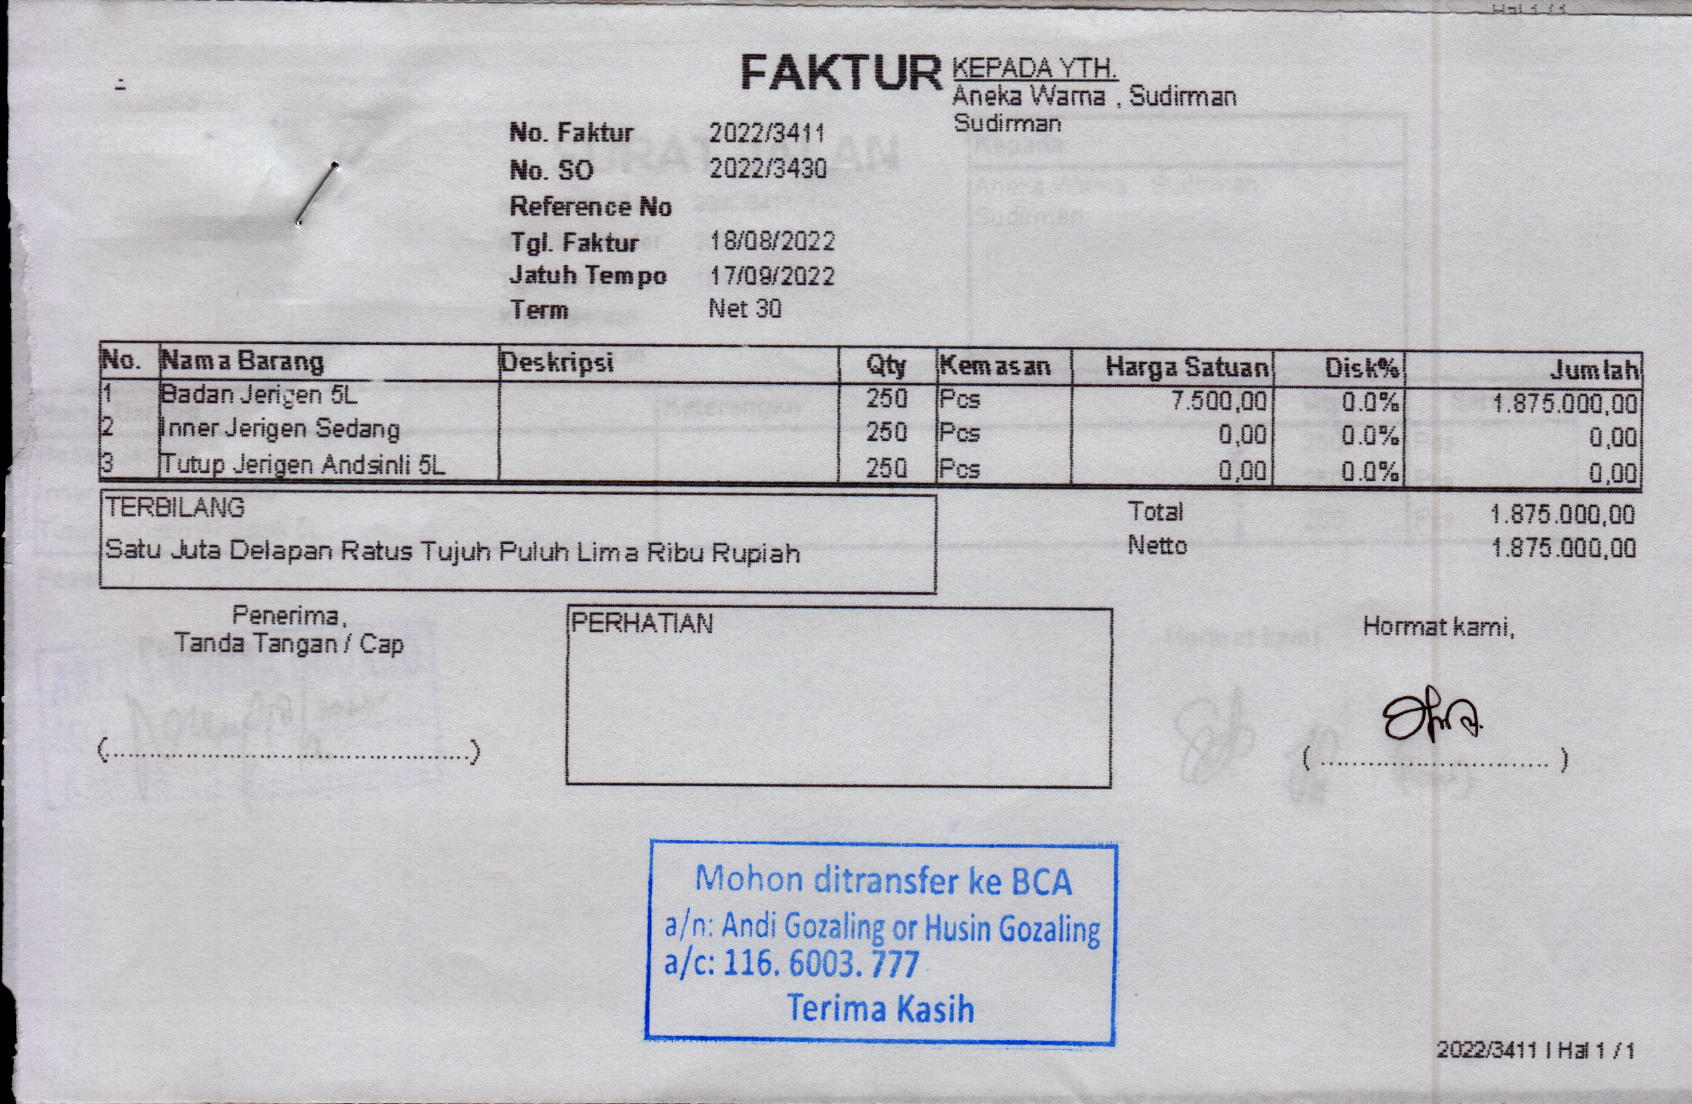 FAKTUR
KEPADA YTH.
Aneka Warna , Sudirman
Sudirman
No. Faktur 2022/3411
No. SO 2022/3430
Reference No
Tgl. Faktur 18/08/2022
Jatuh Tempo 17/09/2022
Term Net 30
No. Nama Barang Deskripsi Qty Kemasan Harga Satuan Disk% Jumlah
1 Badan Jerigen 5L 250 Pcs 7.500,00 0.0% 1.875.000,00
2 Inner Jerigen Sedang 250 Pcs 0,00 0.0% 0,00
3 Tutup Jerigen Andsinli 5L 250 Pcs 0,00 0.0% 0,00
TERBILANG
Satu Juta Delapan Ratus Tujuh Puluh Lima Ribu Rupiah
Total 1.875.000,00
Netto 1.875.000,00
Penerima,
Tanda Tangan / Cap
(..........................................)
PERHATIAN
Hormat kami,
( .......................... )
Mohon ditransfer ke BCA
a/n: Andi Gozaling or Husin Gozaling
a/c: 116. 6003. 777
Terima Kasih
2022/3411 | Hal 1 / 1